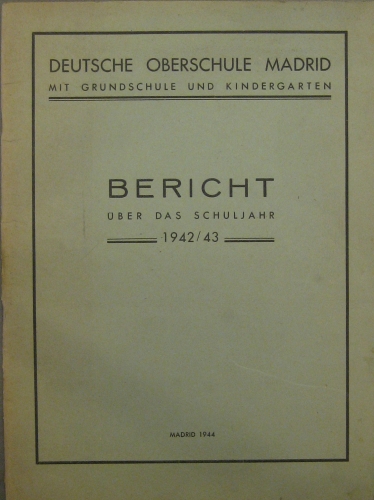 DEUTSCHE OBERSCHULE MADRID
MIT GRUNDSCHULE UND KINDERGARTEN
BERICHT
ÜBER DAS SCHULJAHR
1942/43
MADRID 1944